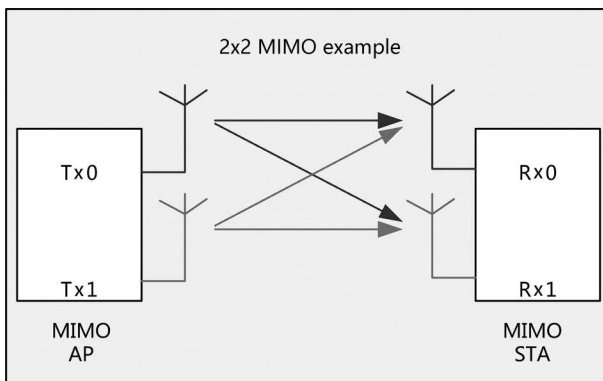 2x2 MIMO example
Tx0
Rx0
Tx1
Rx1
MIMO
AP
MIMO
STA